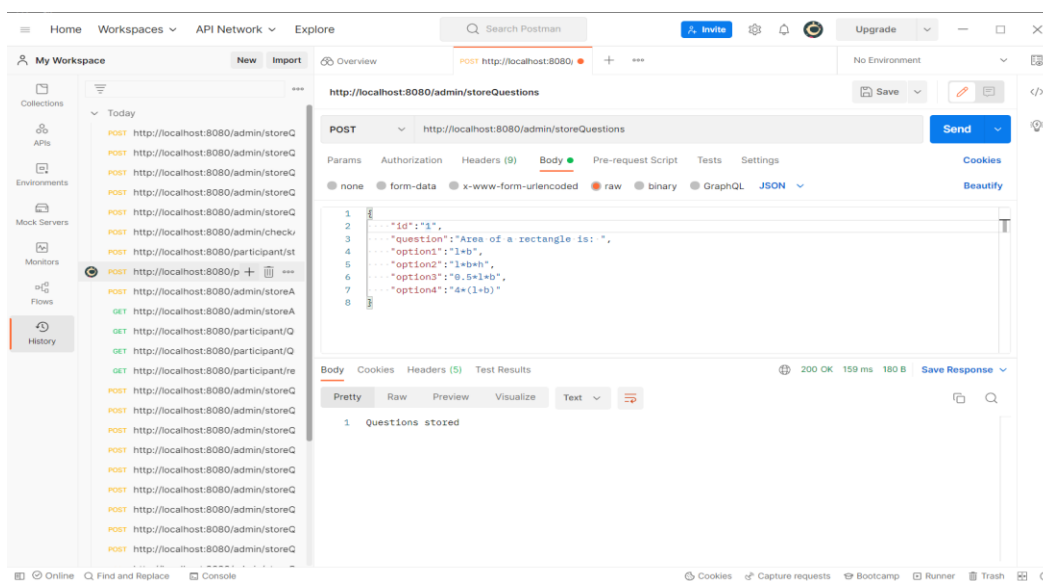 Home Workspaces API Network Explore Search Postman Invite Upgrade
My Workspace New Import Overview POST http://localhost:8080/ No Environment
Collections
APIs
Environments
Mock Servers
Monitors
Flows
History
Today
POST http://localhost:8080/admin/storeQ
POST http://localhost:8080/admin/storeQ
POST http://localhost:8080/admin/storeQ
POST http://localhost:8080/admin/storeQ
POST http://localhost:8080/admin/storeQ
POST http://localhost:8080/admin/check
POST http://localhost:8080/participant/st
POST http://localhost:8080/p
POST http://localhost:8080/admin/storeA
GET http://localhost:8080/admin/storeA
GET http://localhost:8080/participant/Q
GET http://localhost:8080/participant/Q
GET http://localhost:8080/participant/re
POST http://localhost:8080/admin/storeQ
POST http://localhost:8080/admin/storeQ
POST http://localhost:8080/admin/storeQ
POST http://localhost:8080/admin/storeQ
POST http://localhost:8080/admin/storeQ
POST http://localhost:8080/admin/storeQ
POST http://localhost:8080/admin/storeQ
POST http://localhost:8080/admin/storeQ
POST http://localhost:8080/admin/storeQ
http://localhost:8080/admin/storeQuestions Save
POST http://localhost:8080/admin/storeQuestions Send
Params Authorization Headers (9) Body Pre-request Script Tests Settings Cookies
none form-data x-www-form-urlencoded raw binary GraphQL JSON Beautify
1 {
2 "id":"1",
3 "question":"Area of a rectangle is: ",
4 "option1":"l*b",
5 "option2":"l*b*h",
6 "option3":"0.5*l*b",
7 "option4":"4*(l+b)"
8 }
Body Cookies Headers (5) Test Results 200 OK 159 ms 180 B Save Response
Pretty Raw Preview Visualize Text
1 Questions stored
Online Find and Replace Console Cookies Capture requests Bootcamp Runner Trash